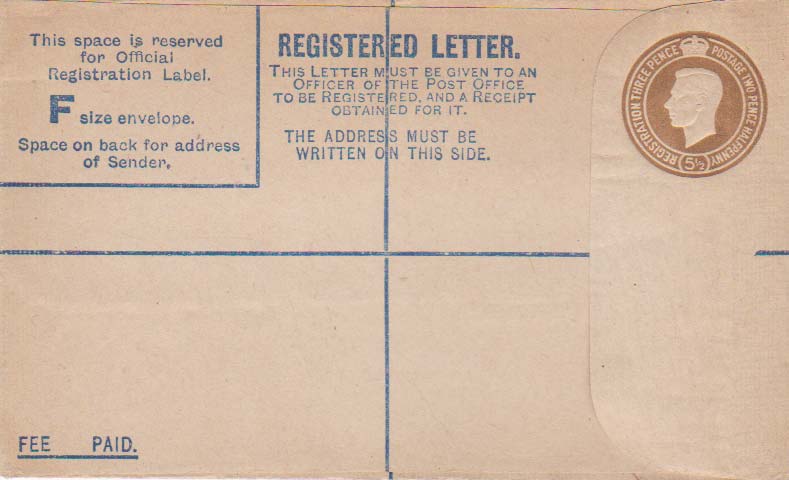 This space is reserved
for Official
Registration Label.
F size envelope.
Space on back for address
of Sender.
REGISTERED LETTER.
THIS LETTER MUST BE GIVEN TO AN
OFFICER OF THE POST OFFICE
TO BE REGISTERED, AND A RECEIPT
OBTAINED FOR IT.
THE ADDRESS MUST BE
WRITTEN ON THIS SIDE.
REGISTRATION THREE PENCE
POSTAGE TWO PENCE HALFPENNY
5½
FEE PAID.